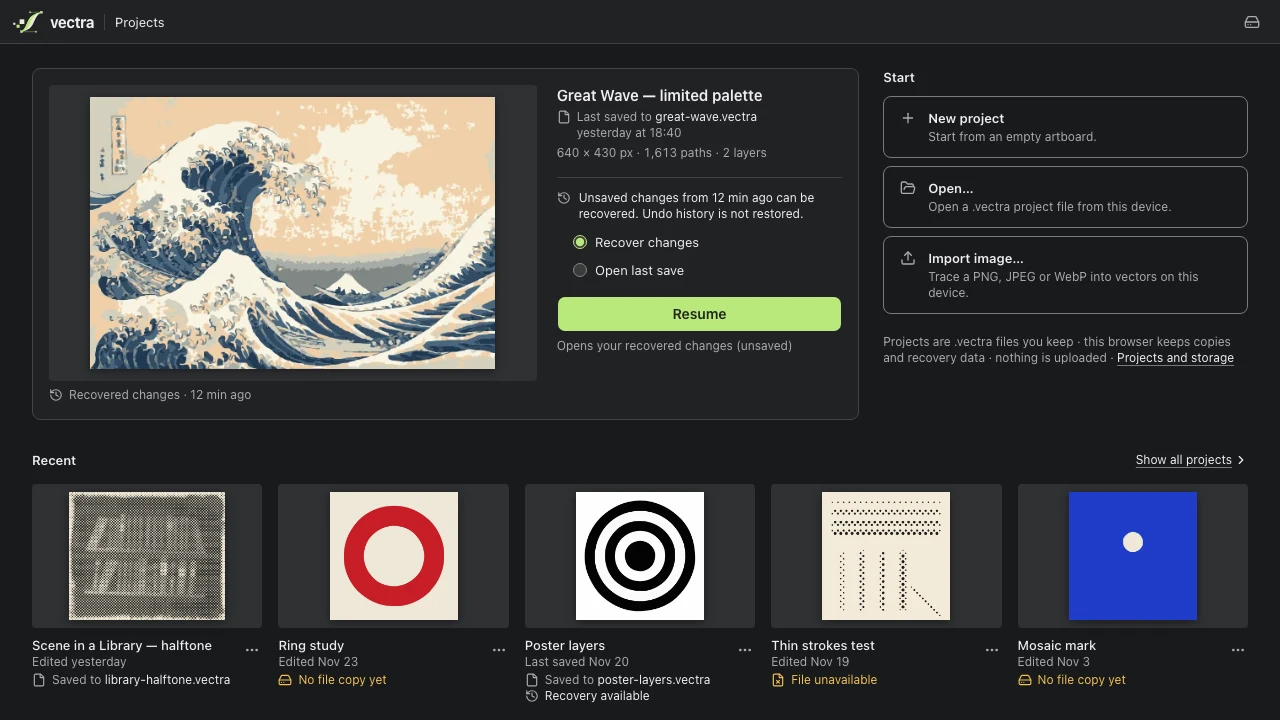 vectra
Projects
Great Wave — limited palette
Last saved to great-wave.vectra
yesterday at 18:40
640 × 430 px · 1,613 paths · 2 layers
Unsaved changes from 12 min ago can be
recovered. Undo history is not restored.
Recover changes
Open last save
Resume
Opens your recovered changes (unsaved)
Recovered changes · 12 min ago
Start
New project
Start from an empty artboard.
Open...
Open a .vectra project file from this device.
Import image...
Trace a PNG, JPEG or WebP into vectors on this
device.
Projects are .vectra files you keep · this browser keeps copies
and recovery data · nothing is uploaded · Projects and storage
Recent
Show all projects
Scene in a Library — halftone
Edited yesterday
Saved to library-halftone.vectra
Ring study
Edited Nov 23
No file copy yet
Poster layers
Last saved Nov 20
Saved to poster-layers.vectra
Recovery available
Thin strokes test
Edited Nov 19
File unavailable
Mosaic mark
Edited Nov 3
No file copy yet